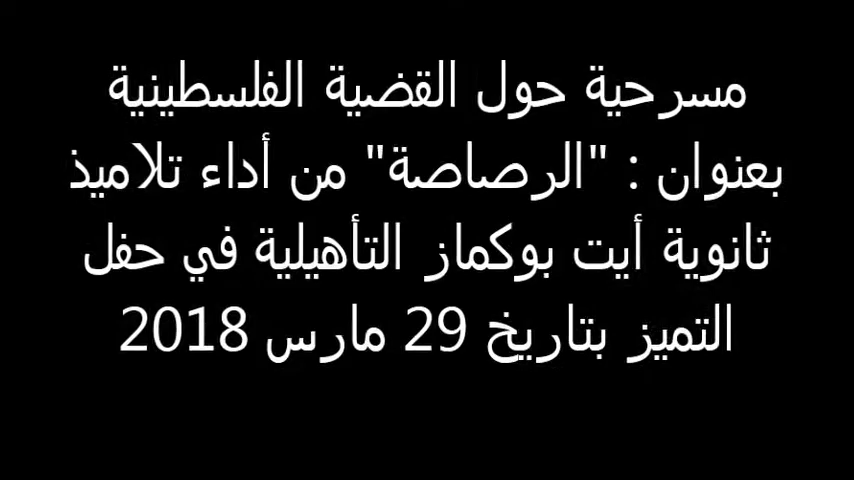 مسرحية حول القضية الفلسطينية
بعنوان : "الرصاصة" من أداء تلاميذ
ثانوية أيت بوكماز التأهيلية في حفل
التميز بتاريخ 29 مارس 2018